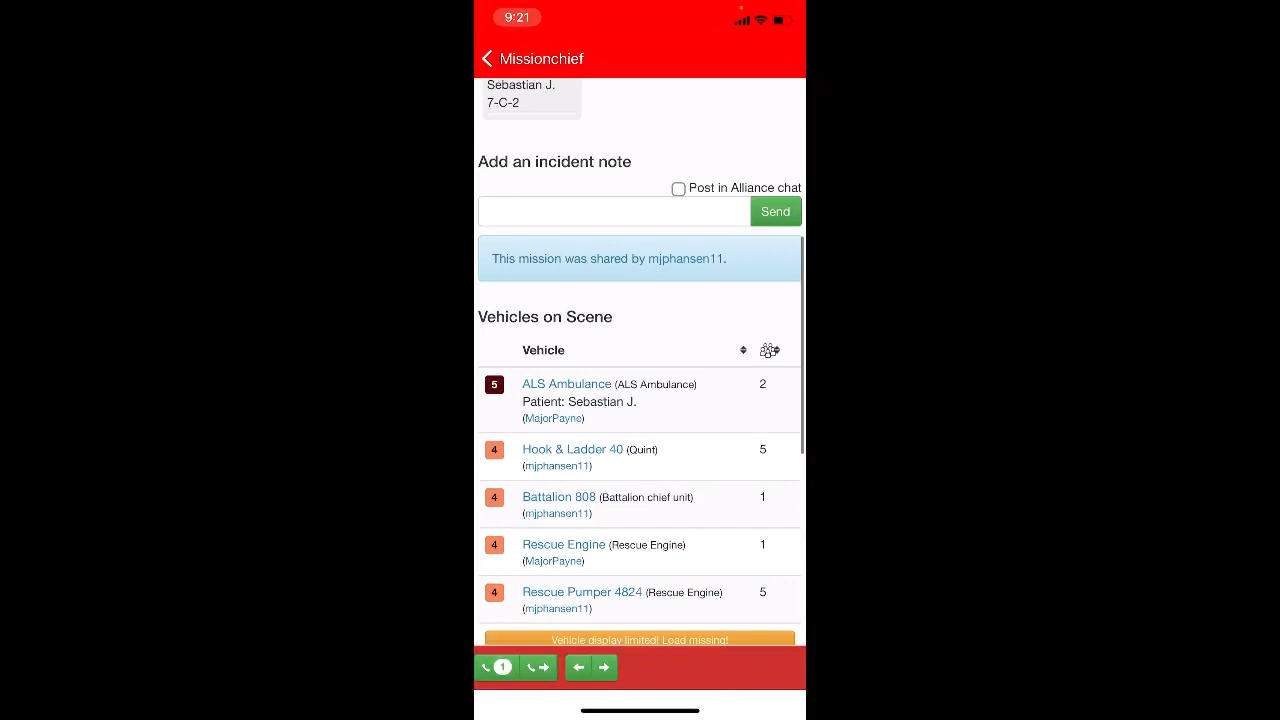 9:21
Missionchief
Sebastian J.
7-C-2
Add an incident note
Post in Alliance chat
Send
This mission was shared by mjphansen11.
Vehicles on Scene
Vehicle
5 ALS Ambulance (ALS Ambulance) 2
Patient: Sebastian J.
(MajorPayne)
4 Hook & Ladder 40 (Quint) 5
(mjphansen11)
4 Battalion 808 (Battalion chief unit) 1
(mjphansen11)
4 Rescue Engine (Rescue Engine) 1
(MajorPayne)
4 Rescue Pumper 4824 (Rescue Engine) 5
(mjphansen11)
Vehicle display limited! Load missing!
1